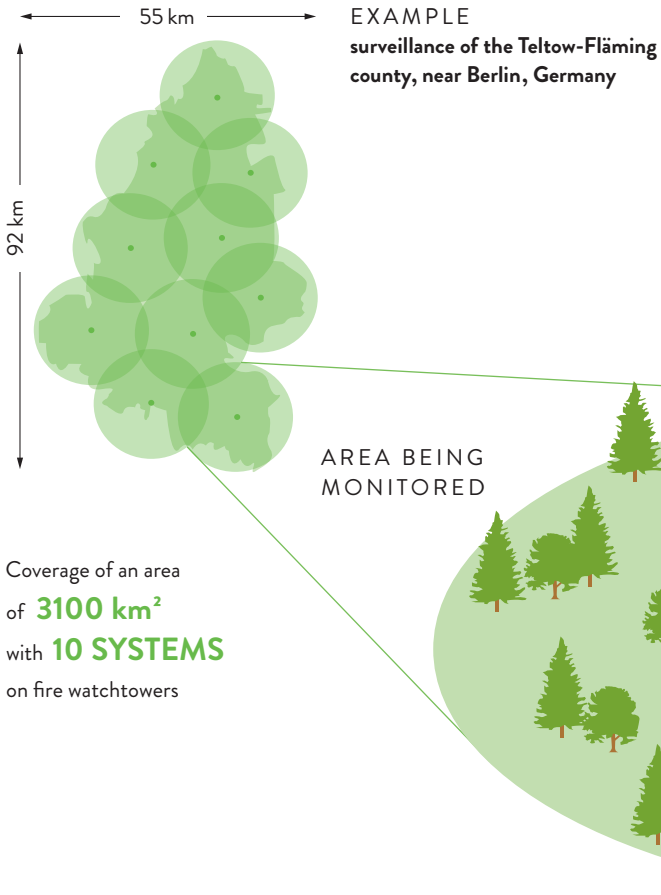 55 km
EXAMPLE
surveillance of the Teltow-Fläming
county, near Berlin, Germany
92 km
AREA BEING
MONITORED
Coverage of an area
of 3100 km²
with 10 SYSTEMS
on fire watchtowers